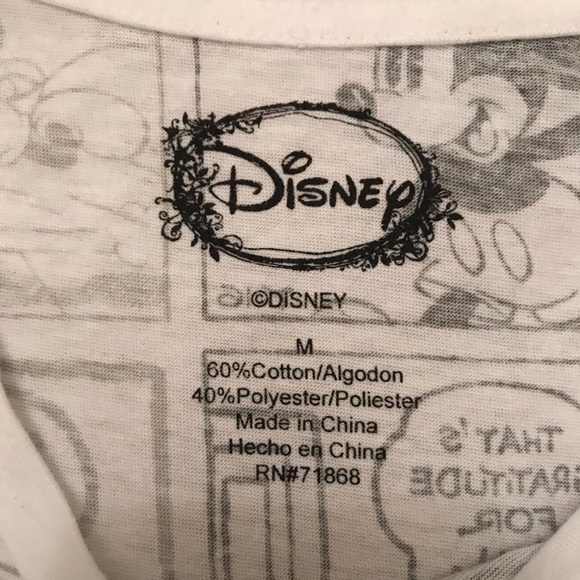 Disney
©DISNEY
M
60%Cotton/Algodon
40%Polyester/Poliester
Made in China
Hecho en China
RN#71868
THAT'S
GRATITUDE
FOR